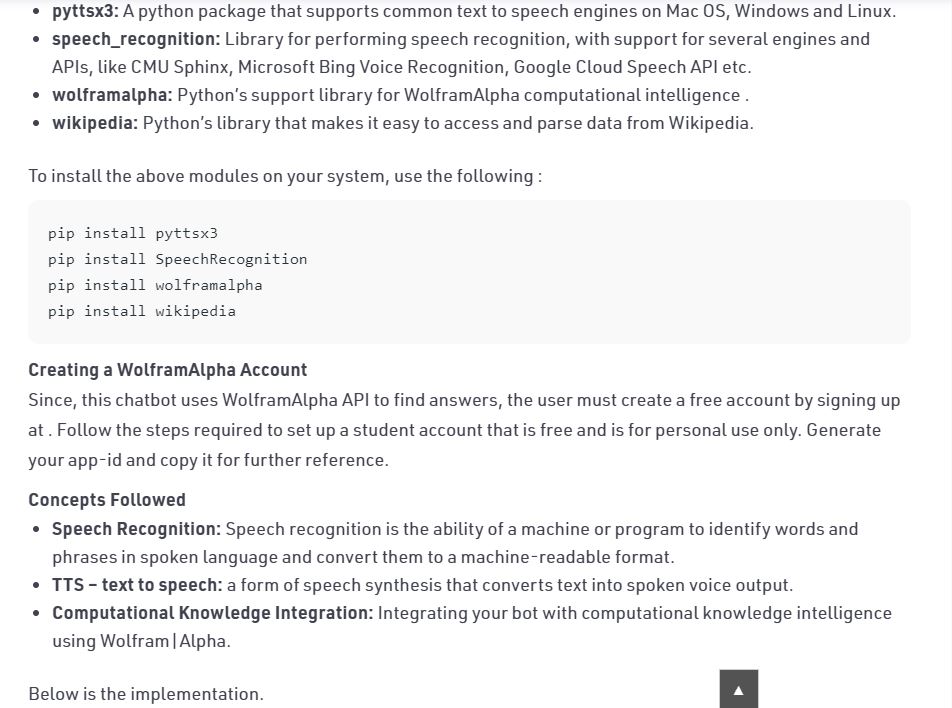 • pyttsx3: A python package that supports common text to speech engines on Mac OS, Windows and Linux.
• speech_recognition: Library for performing speech recognition, with support for several engines and
APIs, like CMU Sphinx, Microsoft Bing Voice Recognition, Google Cloud Speech API etc.
• wolframalpha: Python’s support library for WolframAlpha computational intelligence .
• wikipedia: Python’s library that makes it easy to access and parse data from Wikipedia.
To install the above modules on your system, use the following :
pip install pyttsx3
pip install SpeechRecognition
pip install wolframalpha
pip install wikipedia
Creating a WolframAlpha Account
Since, this chatbot uses WolframAlpha API to find answers, the user must create a free account by signing up
at . Follow the steps required to set up a student account that is free and is for personal use only. Generate
your app-id and copy it for further reference.
Concepts Followed
• Speech Recognition: Speech recognition is the ability of a machine or program to identify words and
phrases in spoken language and convert them to a machine-readable format.
• TTS – text to speech: a form of speech synthesis that converts text into spoken voice output.
• Computational Knowledge Integration: Integrating your bot with computational knowledge intelligence
using Wolfram|Alpha.
Below is the implementation.